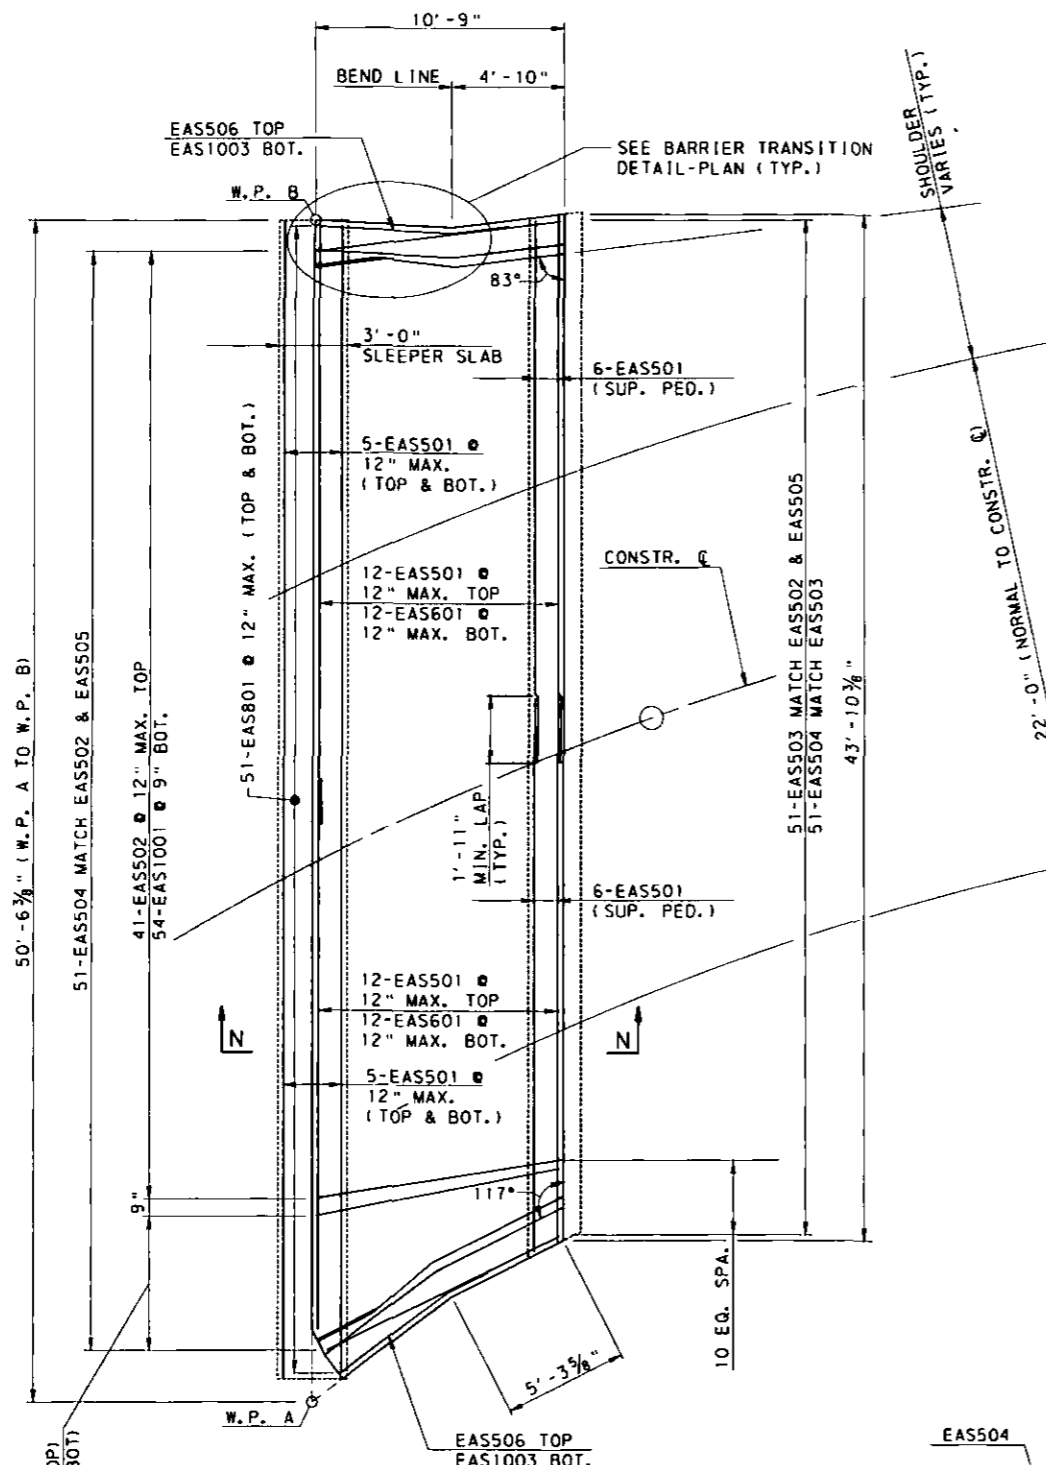 10'-9"
BEND LINE
4'-10"
EAS506 TOP
EAS1003 BOT.
SEE BARRIER TRANSITION
DETAIL-PLAN (TYP.)
SHOULDER
VARIES (TYP.)
W.P. B
83°
3'-0"
SLEEPER SLAB
6-EAS501
(SUP. PED.)
5-EAS501 @
12" MAX.
(TOP & BOT.)
51-EAS801 @ 12" MAX. (TOP & BOT.)
CONSTR. ℄
12-EAS501 @
12" MAX. TOP
12-EAS601 @
12" MAX. BOT.
50'-6⅜" (W.P. A TO W.P. B)
51-EAS504 MATCH EAS502 & EAS505
41-EAS502 @ 12" MAX. TOP
54-EAS1001 @ 9" BOT.
1'-11"
MIN. LAP
(TYP.)
51-EAS503 MATCH EAS502 & EAS505
51-EAS504 MATCH EAS503
43'-10⅜"
22'-0" (NORMAL TO CONSTR. ℄)
6-EAS501
(SUP. PED.)
12-EAS501 @
12" MAX. TOP
12-EAS601 @
12" MAX. BOT.
N
N
5-EAS501 @
12" MAX.
(TOP & BOT.)
9"
117°
10 EQ. SPA.
5'-3⅝"
W.P. A
EAS506 TOP
EAS1003 BOT.
EAS504